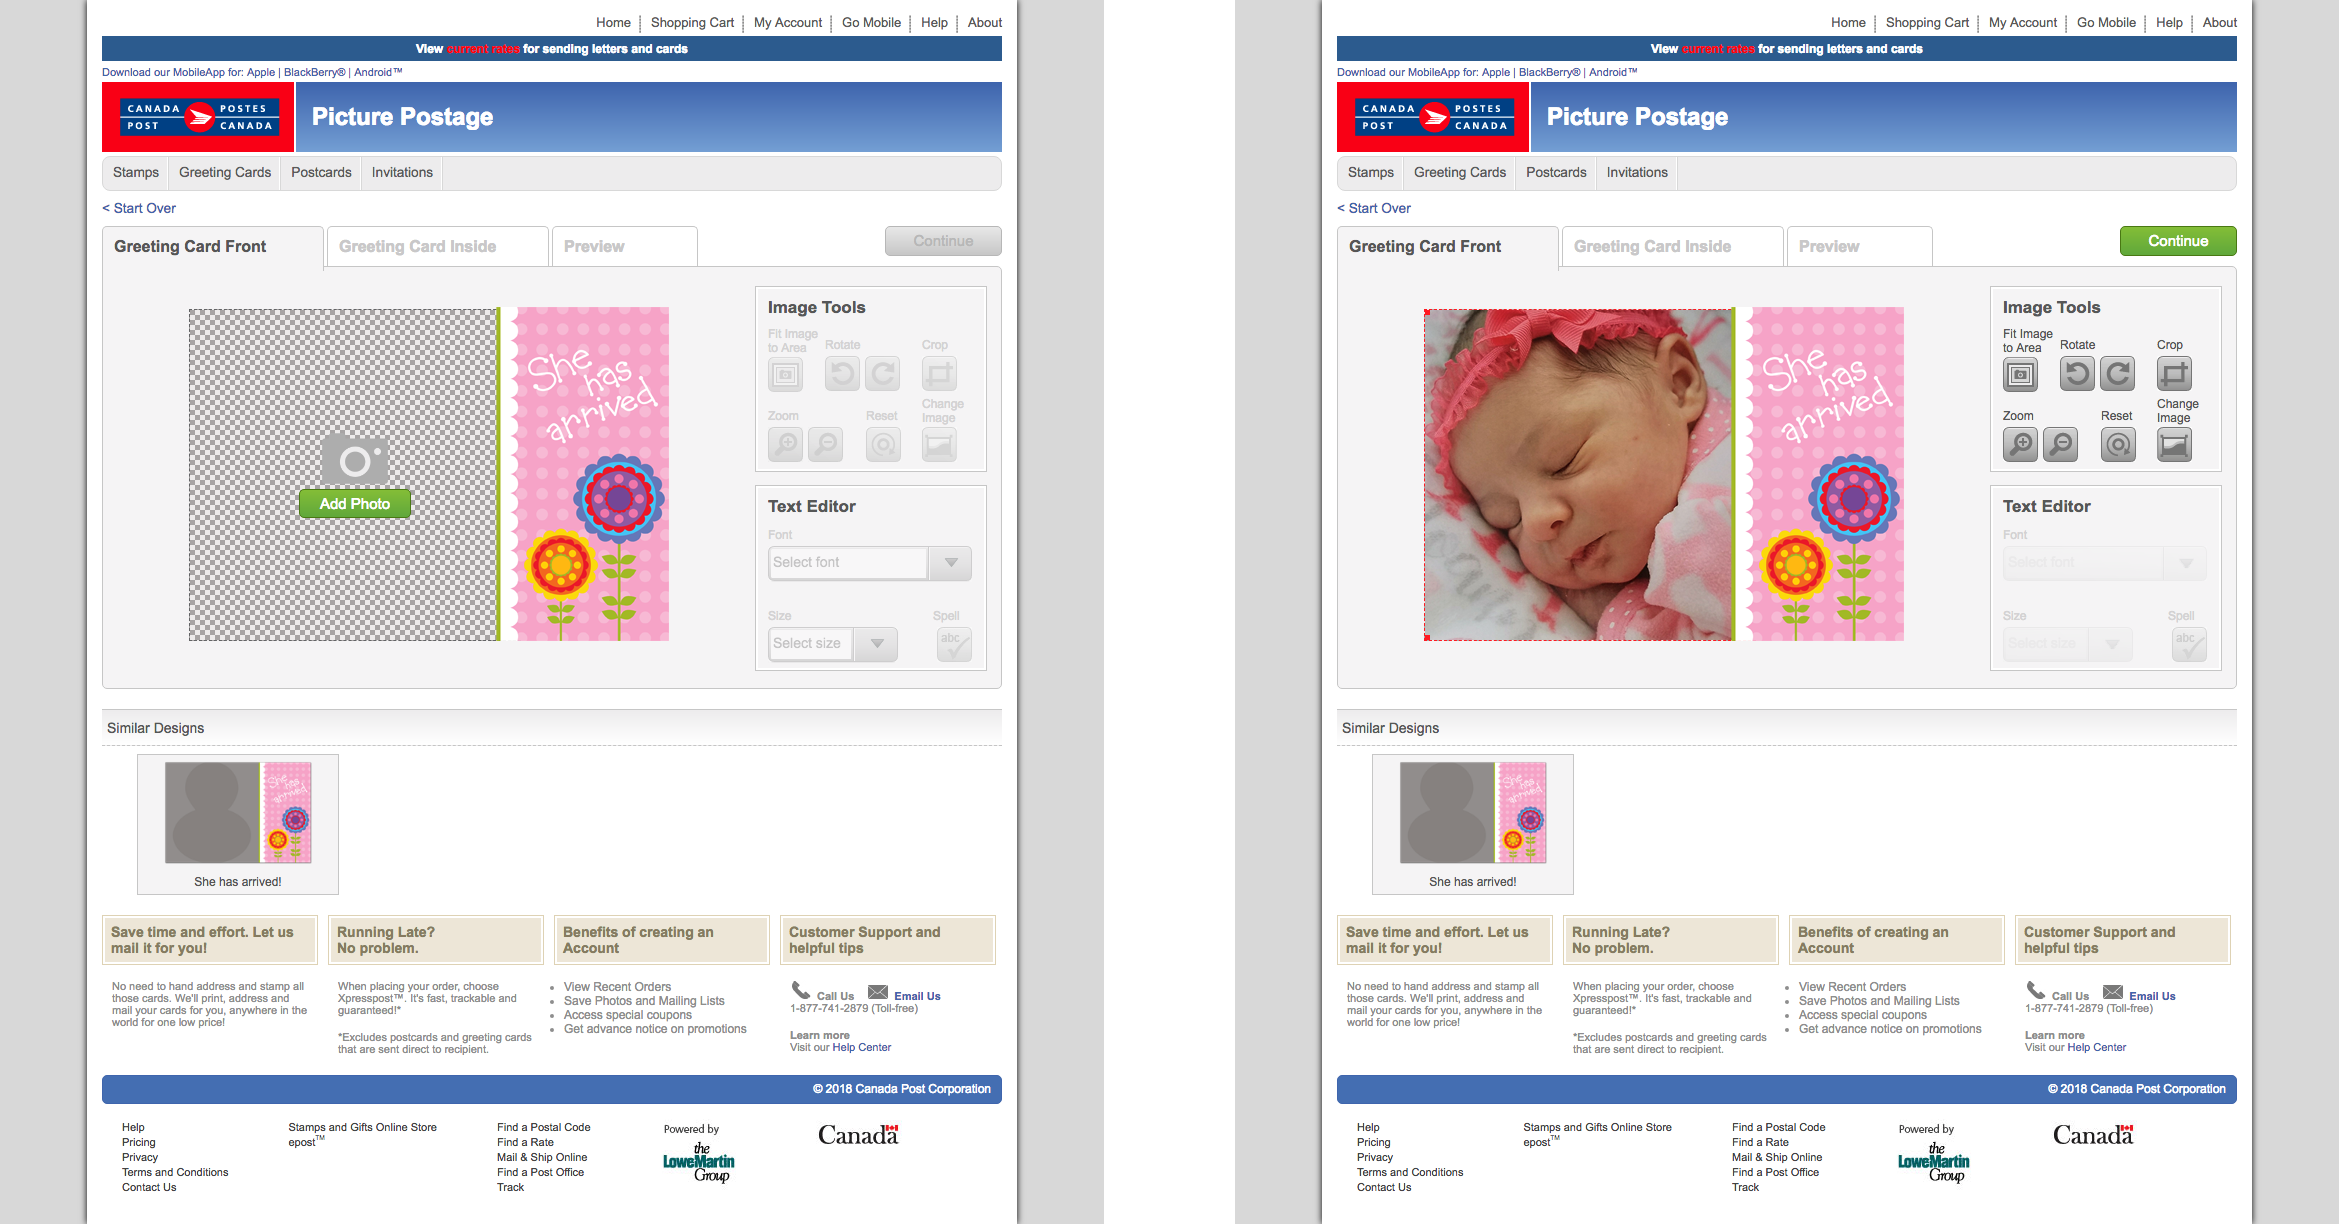 Home Shopping Cart My Account Go Mobile Help About
View current rates for sending letters and cards
Download our MobileApp for: Apple | BlackBerry® | Android™
CANADA POSTES
POST CANADA
Picture Postage
Stamps Greeting Cards Postcards Invitations
< Start Over
Greeting Card Front Greeting Card Inside Preview Continue
Image Tools
Fit Image
to Area Rotate Crop
Zoom Reset Change
Image
She
has
arrived
Add Photo
Text Editor
Font
Select font
Size Spell
Select size abc
Similar Designs
She
has
arrived
She has arrived!
Save time and effort. Let us
mail it for you!
No need to hand address and stamp all
those cards. We'll print, address and
mail your cards for you, anywhere in the
world for one low price!
Running Late?
No problem.
When placing your order, choose
Xpresspost™. It's fast, trackable and
guaranteed!*
*Excludes postcards and greeting cards
that are sent direct to recipient.
Benefits of creating an
Account
• View Recent Orders
• Save Photos and Mailing Lists
• Access special coupons
• Get advance notice on promotions
Customer Support and
helpful tips
Call Us Email Us
1-877-741-2879 (Toll-free)
Learn more
Visit our Help Center
© 2018 Canada Post Corporation
Help
Pricing
Privacy
Terms and Conditions
Contact Us
Stamps and Gifts Online Store
epost™
Find a Postal Code
Find a Rate
Mail & Ship Online
Find a Post Office
Track
Powered by
the
LoweMartin
Group
Canada
Home Shopping Cart My Account Go Mobile Help About
View current rates for sending letters and cards
Download our MobileApp for: Apple | BlackBerry® | Android™
CANADA POSTES
POST CANADA
Picture Postage
Stamps Greeting Cards Postcards Invitations
< Start Over
Greeting Card Front Greeting Card Inside Preview Continue
Image Tools
Fit Image
to Area Rotate Crop
Zoom Reset Change
Image
She
has
arrived
Text Editor
Font
Select font
Size Spell
Select size abc
Similar Designs
She
has
arrived
She has arrived!
Save time and effort. Let us
mail it for you!
No need to hand address and stamp all
those cards. We'll print, address and
mail your cards for you, anywhere in the
world for one low price!
Running Late?
No problem.
When placing your order, choose
Xpresspost™. It's fast, trackable and
guaranteed!*
*Excludes postcards and greeting cards
that are sent direct to recipient.
Benefits of creating an
Account
• View Recent Orders
• Save Photos and Mailing Lists
• Access special coupons
• Get advance notice on promotions
Customer Support and
helpful tips
Call Us Email Us
1-877-741-2879 (Toll-free)
Learn more
Visit our Help Center
© 2018 Canada Post Corporation
Help
Pricing
Privacy
Terms and Conditions
Contact Us
Stamps and Gifts Online Store
epost™
Find a Postal Code
Find a Rate
Mail & Ship Online
Find a Post Office
Track
Powered by
the
LoweMartin
Group
Canada